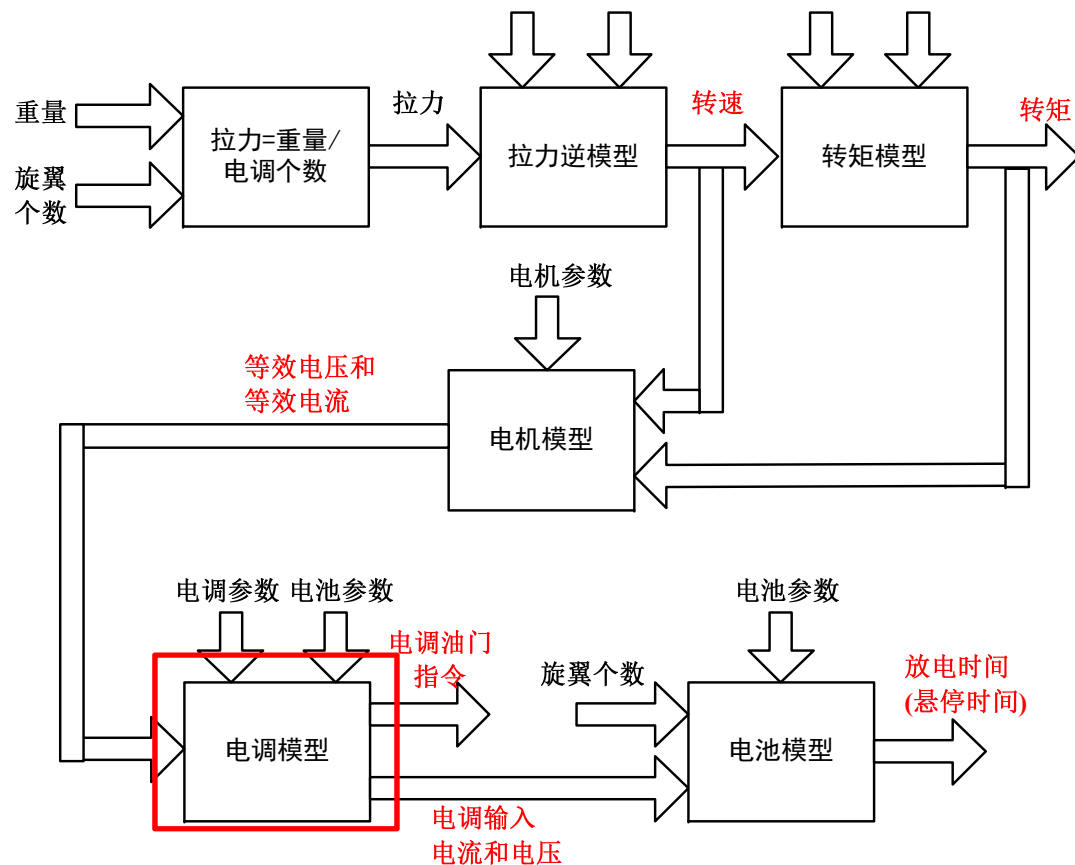 重量
旋翼
个数
拉力=重量/
电调个数
拉力
拉力逆模型
转速
转矩模型
转矩
电机参数
等效电压和
等效电流
电机模型
电调参数
电池参数
电调油门
指令
电调模型
电调输入
电流和电压
旋翼个数
电池参数
电池模型
放电时间
(悬停时间)